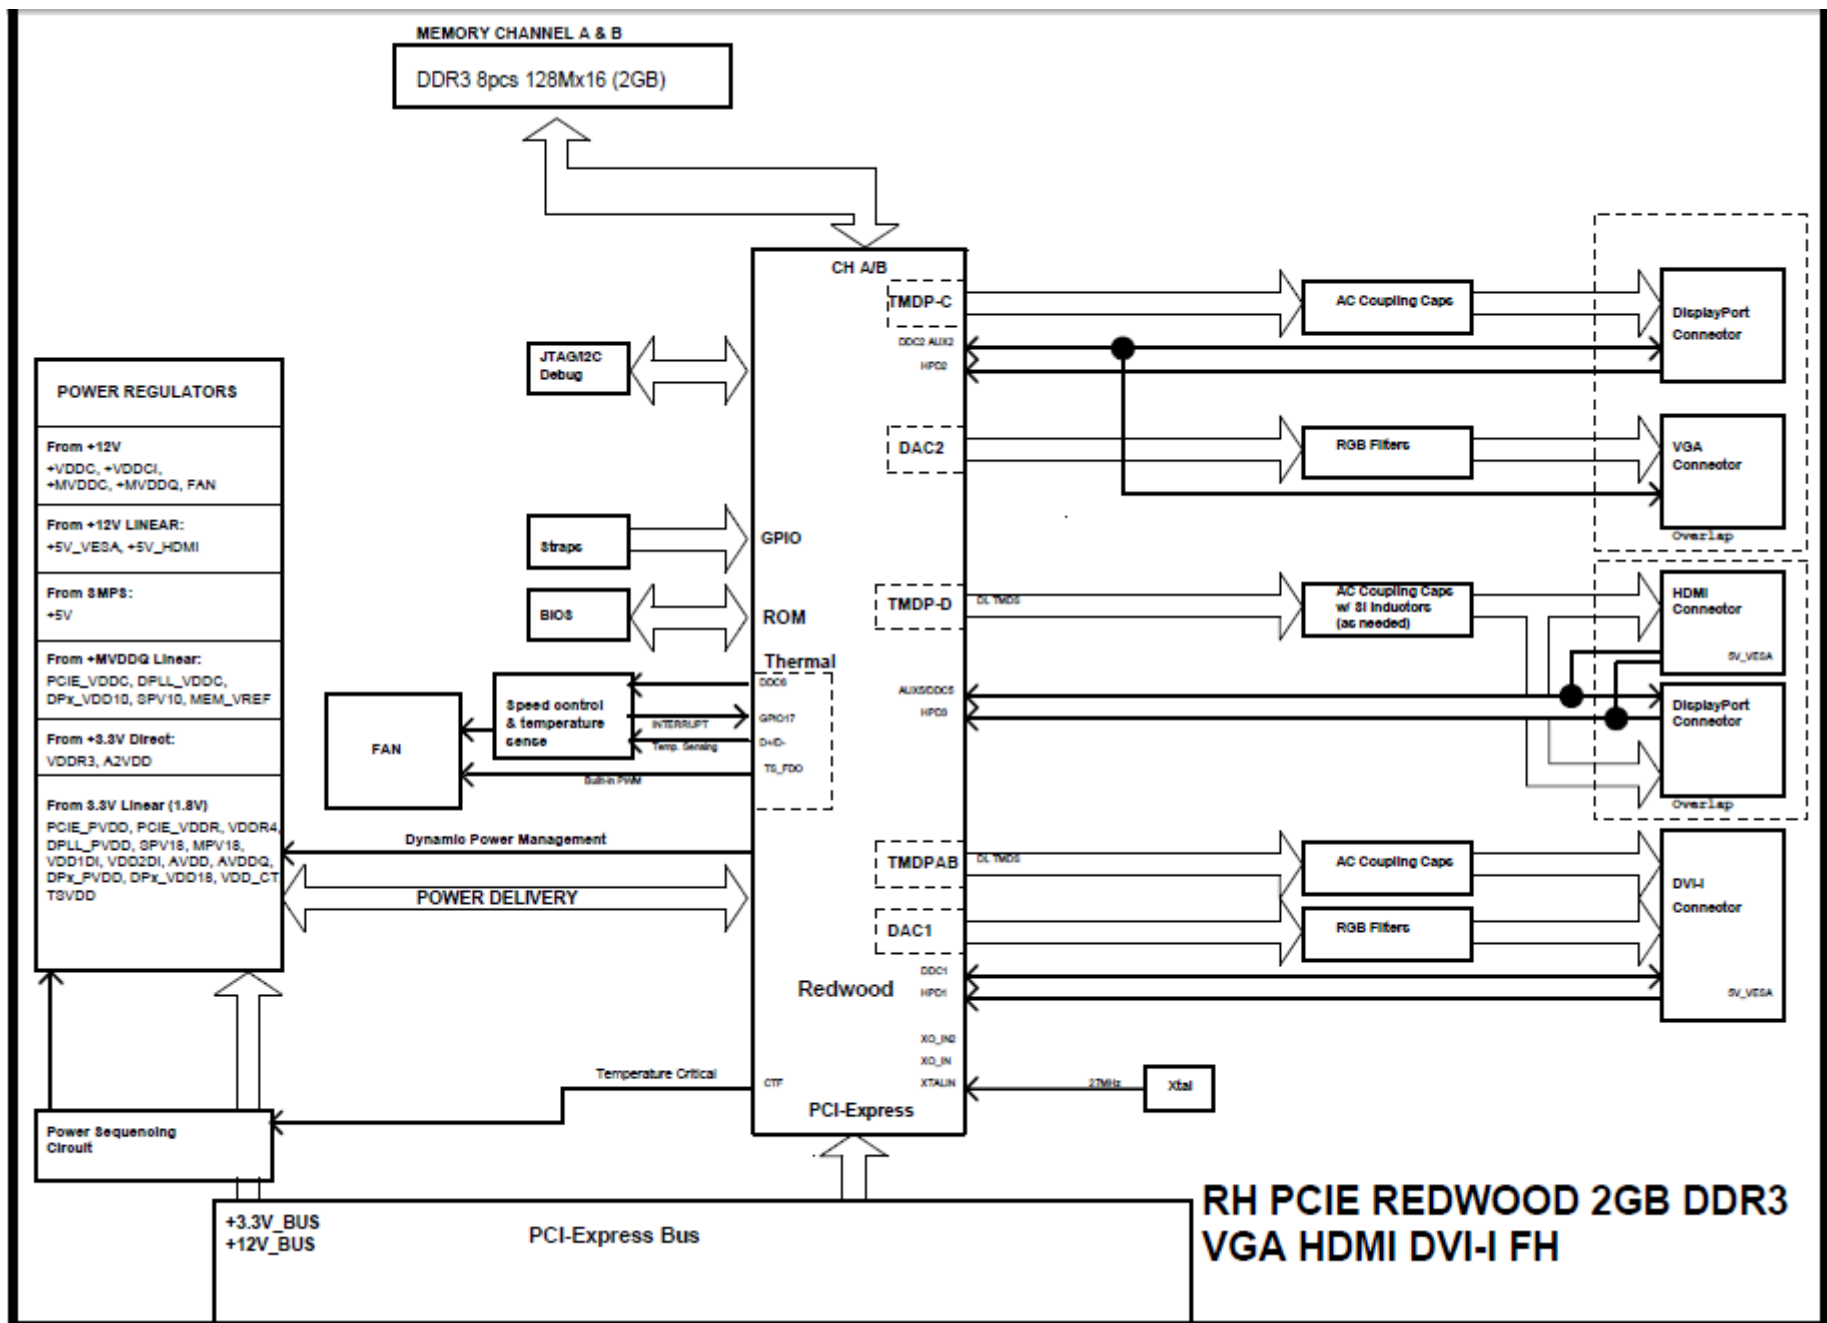 MEMORY CHANNEL A & B
DDR3 8pcs 128Mx16 (2GB)
CH A/B
TMDP-C
AC Coupling Caps
DisplayPort
Connector
DDC2 AUX2
HPD2
JTAG/I2C
Debug
POWER REGULATORS
From +12V
+VDDC, +VDDCI,
+MVDDC, +MVDDQ, FAN
From +12V LINEAR:
+5V_VESA, +5V_HDMI
From SMPS:
+5V
From +MVDDQ Linear:
PCIE_VDDC, DPLL_VDDC,
DPx_VDD10, SPV10, MEM_VREF
From +3.3V Direct:
VDDR3, A2VDD
From 3.3V Linear (1.8V)
PCIE_PVDD, PCIE_VDDR, VDDR4,
DPLL_PVDD, SPV18, MPV18,
VDD1DI, VDD2DI, AVDD, AVDDQ,
DPx_PVDD, DPx_VDD18, VDD_CT
TSVDD
DAC2
RGB Filters
VGA
Connector
Overlap
Straps
GPIO
BIOS
ROM
TMDP-D
DL TMDS
AC Coupling Caps
w/ SI Inductors
(as needed)
HDMI
Connector
5V_VESA
Thermal
DDC6
Speed control
& temperature
sense
INTERRUPT
GPIO17
Temp. Sensing
D+/D-
FAN
TS_FDO
Built-in PWM
AUX5/DDC5
HPD3
DisplayPort
Connector
Overlap
Dynamic Power Management
POWER DELIVERY
TMDPAB
DL TMDS
AC Coupling Caps
DVI-I
Connector
DAC1
RGB Filters
DDC1
Redwood
HPD1
5V_VESA
XO_IN2
XO_IN
XTALIN
27MHz
Xtal
Temperature Critical
CTF
PCI-Express
Power Sequencing
Circuit
+3.3V_BUS
+12V_BUS
PCI-Express Bus
RH PCIE REDWOOD 2GB DDR3
VGA HDMI DVI-I FH